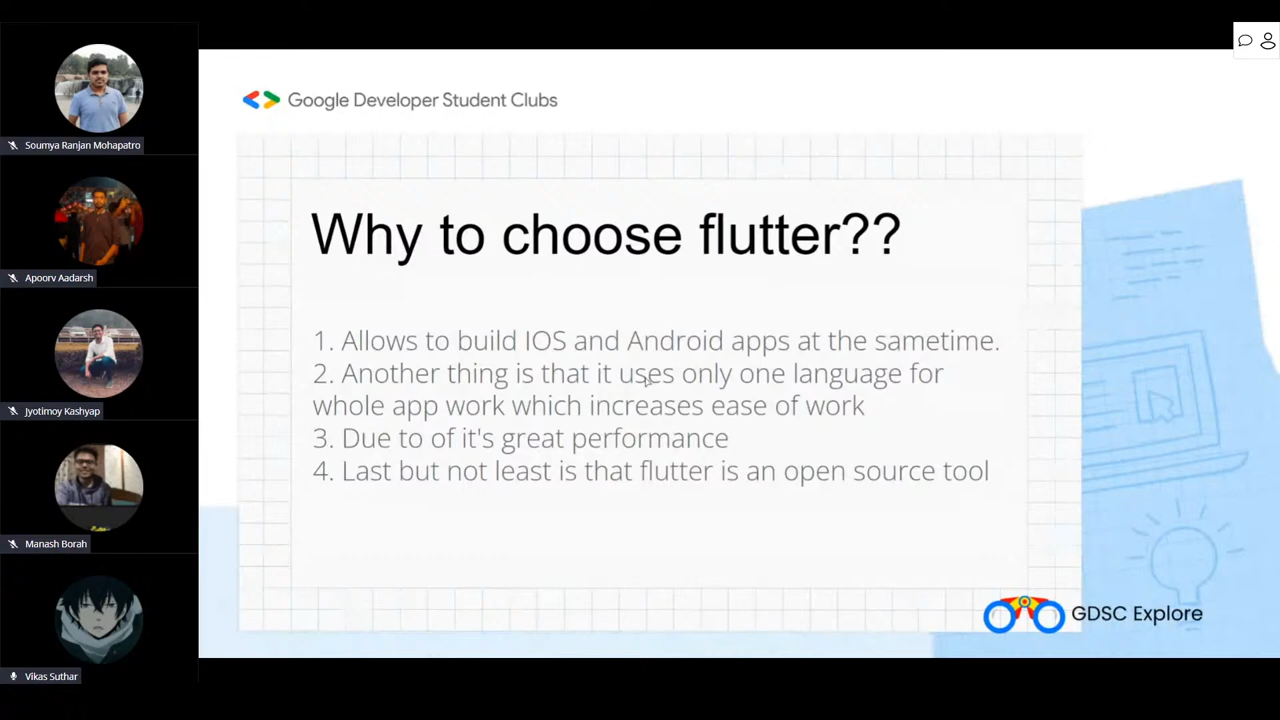 Soumya Ranjan Mohapatro
Apoorv Aadarsh
Jyotimoy Kashyap
Manash Borah
Vikas Suthar
Google Developer Student Clubs
Why to choose flutter??
1. Allows to build IOS and Android apps at the sametime.
2. Another thing is that it uses only one language for
whole app work which increases ease of work
3. Due to of it's great performance
4. Last but not least is that flutter is an open source tool
GDSC Explore